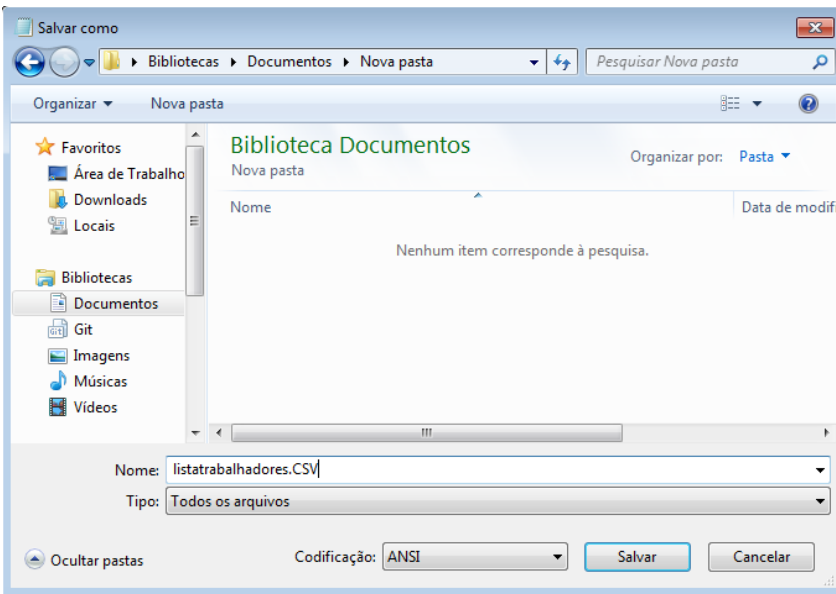 Salvar como
Bibliotecas Documentos Nova pasta
Pesquisar Nova pasta
Organizar Nova pasta
Favoritos
Área de Trabalho
Downloads
Locais
Bibliotecas
Documentos
Git
Imagens
Músicas
Vídeos
Biblioteca Documentos
Nova pasta
Organizar por: Pasta
Nome Data de modifi
Nenhum item corresponde à pesquisa.
Nome: listatrabalhadores.CSV
Tipo: Todos os arquivos
Ocultar pastas Codificação: ANSI Salvar Cancelar